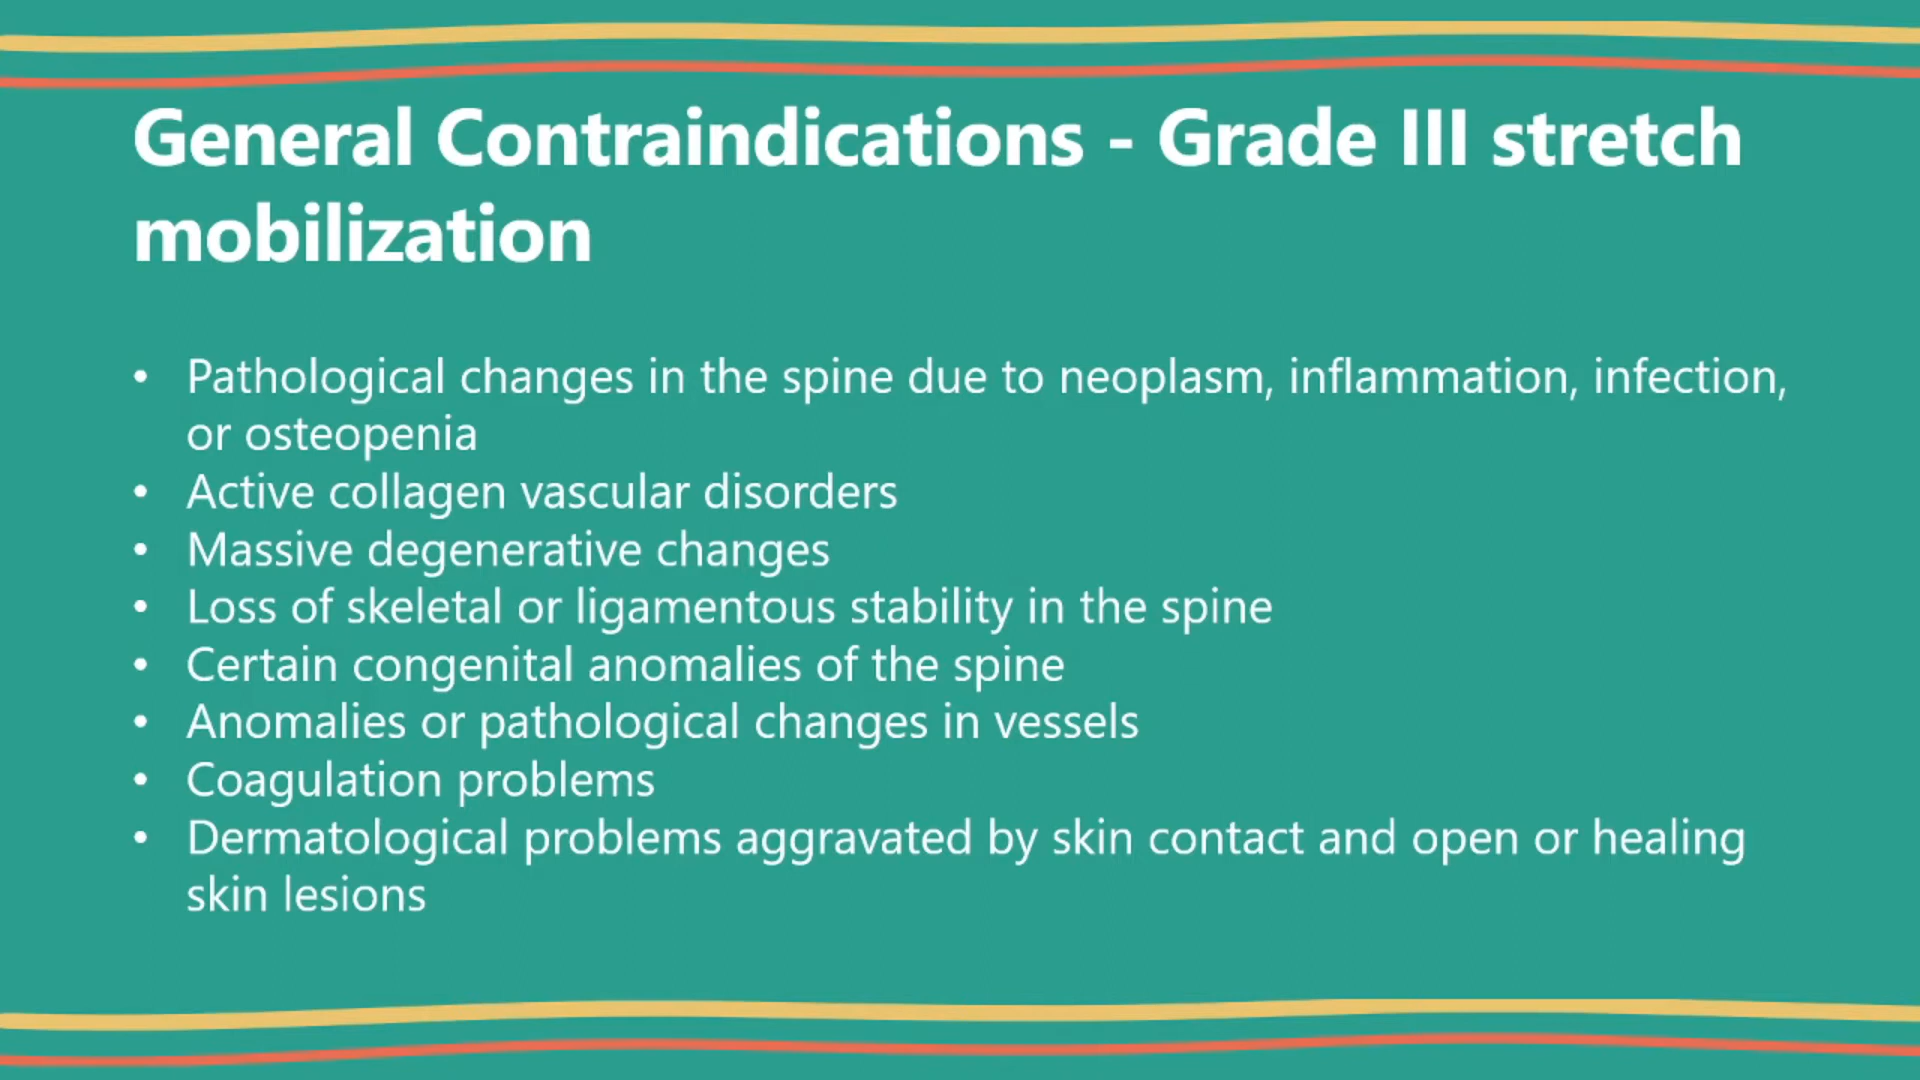 General Contraindications - Grade III stretch
mobilization
• Pathological changes in the spine due to neoplasm, inflammation, infection,
or osteopenia
• Active collagen vascular disorders
• Massive degenerative changes
• Loss of skeletal or ligamentous stability in the spine
• Certain congenital anomalies of the spine
• Anomalies or pathological changes in vessels
• Coagulation problems
• Dermatological problems aggravated by skin contact and open or healing
skin lesions